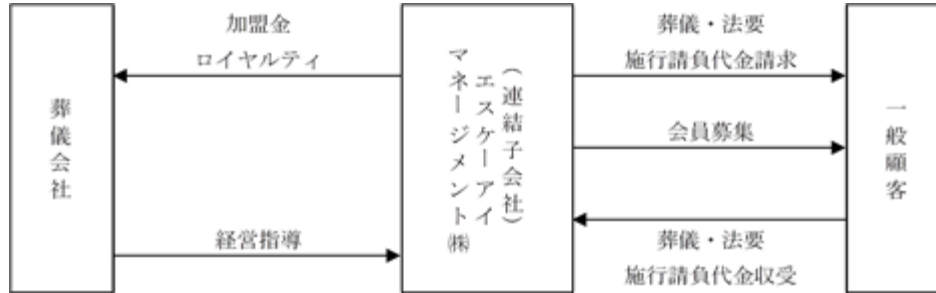 葬儀会社
加盟金
ロイヤルティ
経営指導
(連結子会社)
エスケーアイ
マネージメント㈱
葬儀・法要
施行請負代金請求
会員募集
葬儀・法要
施行請負代金収受
一般顧客